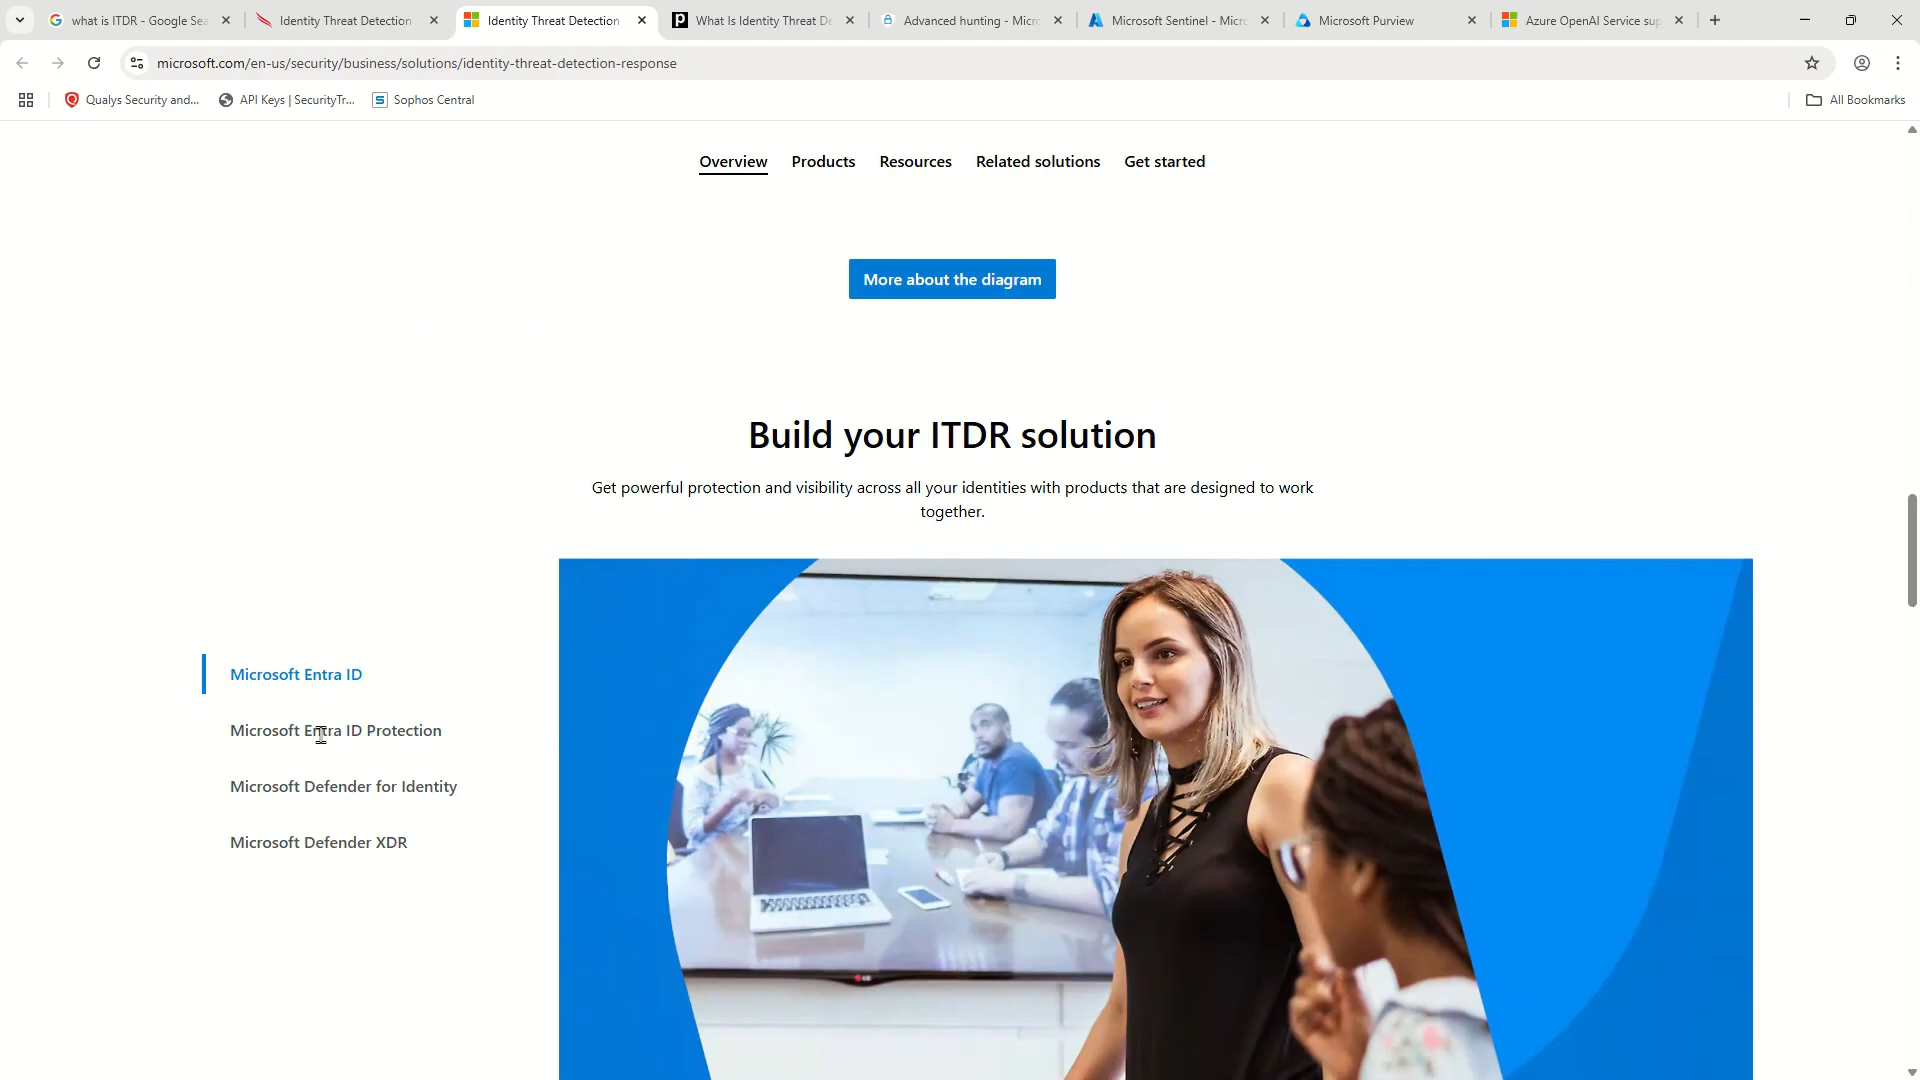 what is ITDR - Google Sea
Identity Threat Detection
Identity Threat Detection
What Is Identity Threat De
Advanced hunting - Micro
Microsoft Sentinel - Micro
Microsoft Purview
Azure OpenAI Service sup
microsoft.com/en-us/security/business/solutions/identity-threat-detection-response
Qualys Security and...
API Keys | SecurityTr...
Sophos Central
All Bookmarks
Overview
Products
Resources
Related solutions
Get started
More about the diagram
Build your ITDR solution
Get powerful protection and visibility across all your identities with products that are designed to work
together.
Microsoft Entra ID
Microsoft Entra ID Protection
Microsoft Defender for Identity
Microsoft Defender XDR